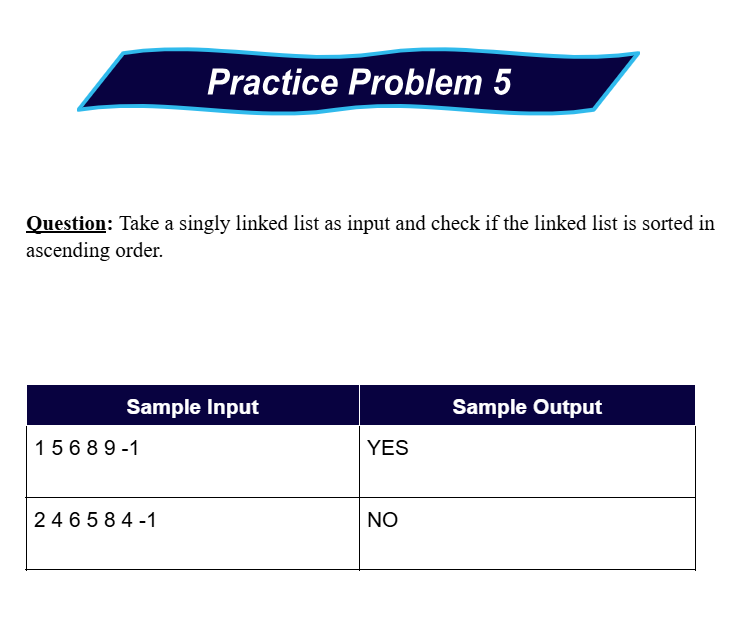 Practice Problem 5
Question: Take a singly linked list as input and check if the linked list is sorted in
ascending order.
Sample Input
Sample Output
1 5 6 8 9 -1
YES
2 4 6 5 8 4 -1
NO